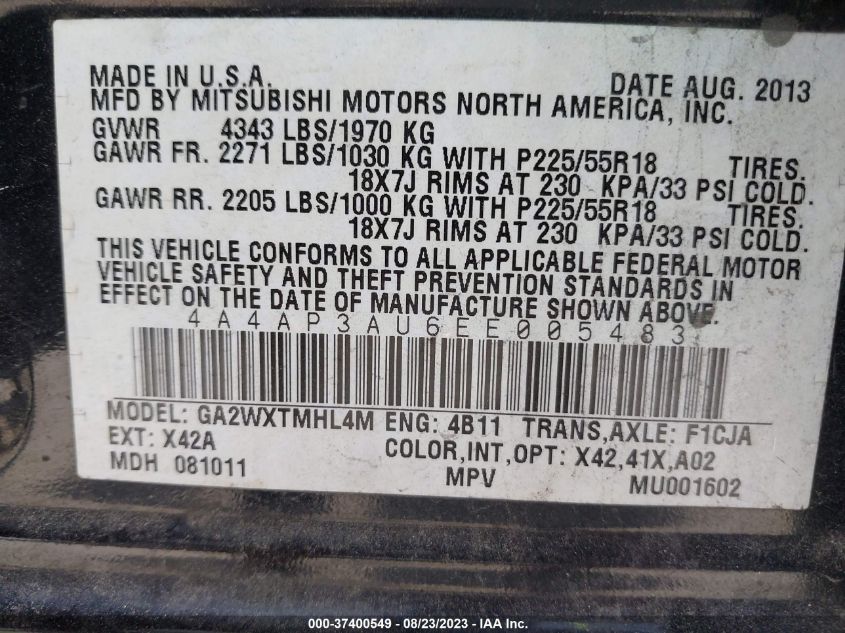 MADE IN U.S.A. DATE AUG. 2013
MFD BY MITSUBISHI MOTORS NORTH AMERICA, INC.
GVWR 4343 LBS/1970 KG
GAWR FR. 2271 LBS/1030 KG WITH P225/55R18 TIRES.
18X7J RIMS AT 230 KPA/33 PSI COLD.
GAWR RR. 2205 LBS/1000 KG WITH P225/55R18 TIRES.
18X7J RIMS AT 230 KPA/33 PSI COLD.
THIS VEHICLE CONFORMS TO ALL APPLICABLE FEDERAL MOTOR
VEHICLE SAFETY AND THEFT PREVENTION STANDARDS IN
EFFECT ON THE DATE OF MANUFACTURE SHOWN ABOVE.
4A4AP3AU6EE005483
MODEL: GA2WXTMHL4M ENG: 4B11 TRANS,AXLE: F1CJA
EXT: X42A COLOR,INT,OPT: X42,41X,A02
MDH 081011 MPV MU001602
000-37400549 - 08/23/2023 - IAA Inc.